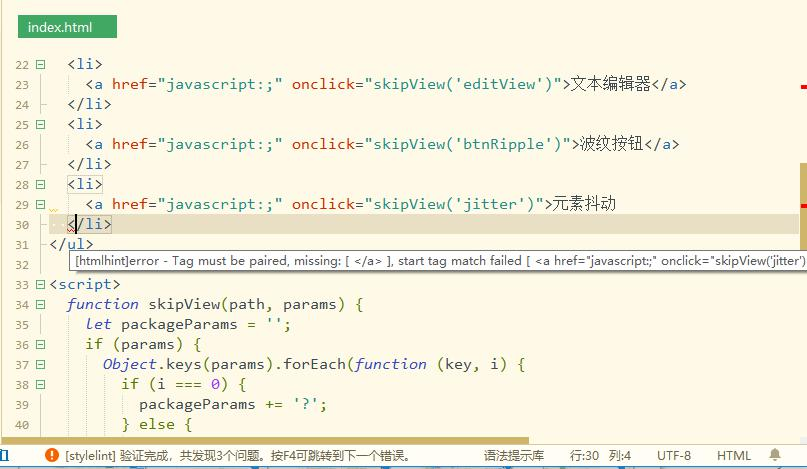 index.html
22 <li>
23 <a href="javascript:;" onclick="skipView('editView')">文本编辑器</a>
24 </li>
25 <li>
26 <a href="javascript:;" onclick="skipView('btnRipple')">波纹按钮</a>
27 </li>
28 <li>
29 <a href="javascript:;" onclick="skipView('jitter')">元素抖动
30 </li>
31 </ul>
[htmlhint]error - Tag must be paired, missing: [ </a> ], start tag match failed [ <a href="javascript:;" onclick="skipView('jitter')
32
33 <script>
34 function skipView(path, params) {
35 let packageParams = '';
36 if (params) {
37 Object.keys(params).forEach(function (key, i) {
38 if (i === 0) {
39 packageParams += '?';
40 } else {
[stylelint] 验证完成，共发现3个问题。按F4可跳转到下一个错误。 语法提示库 行:30 列:4 UTF-8 HTML